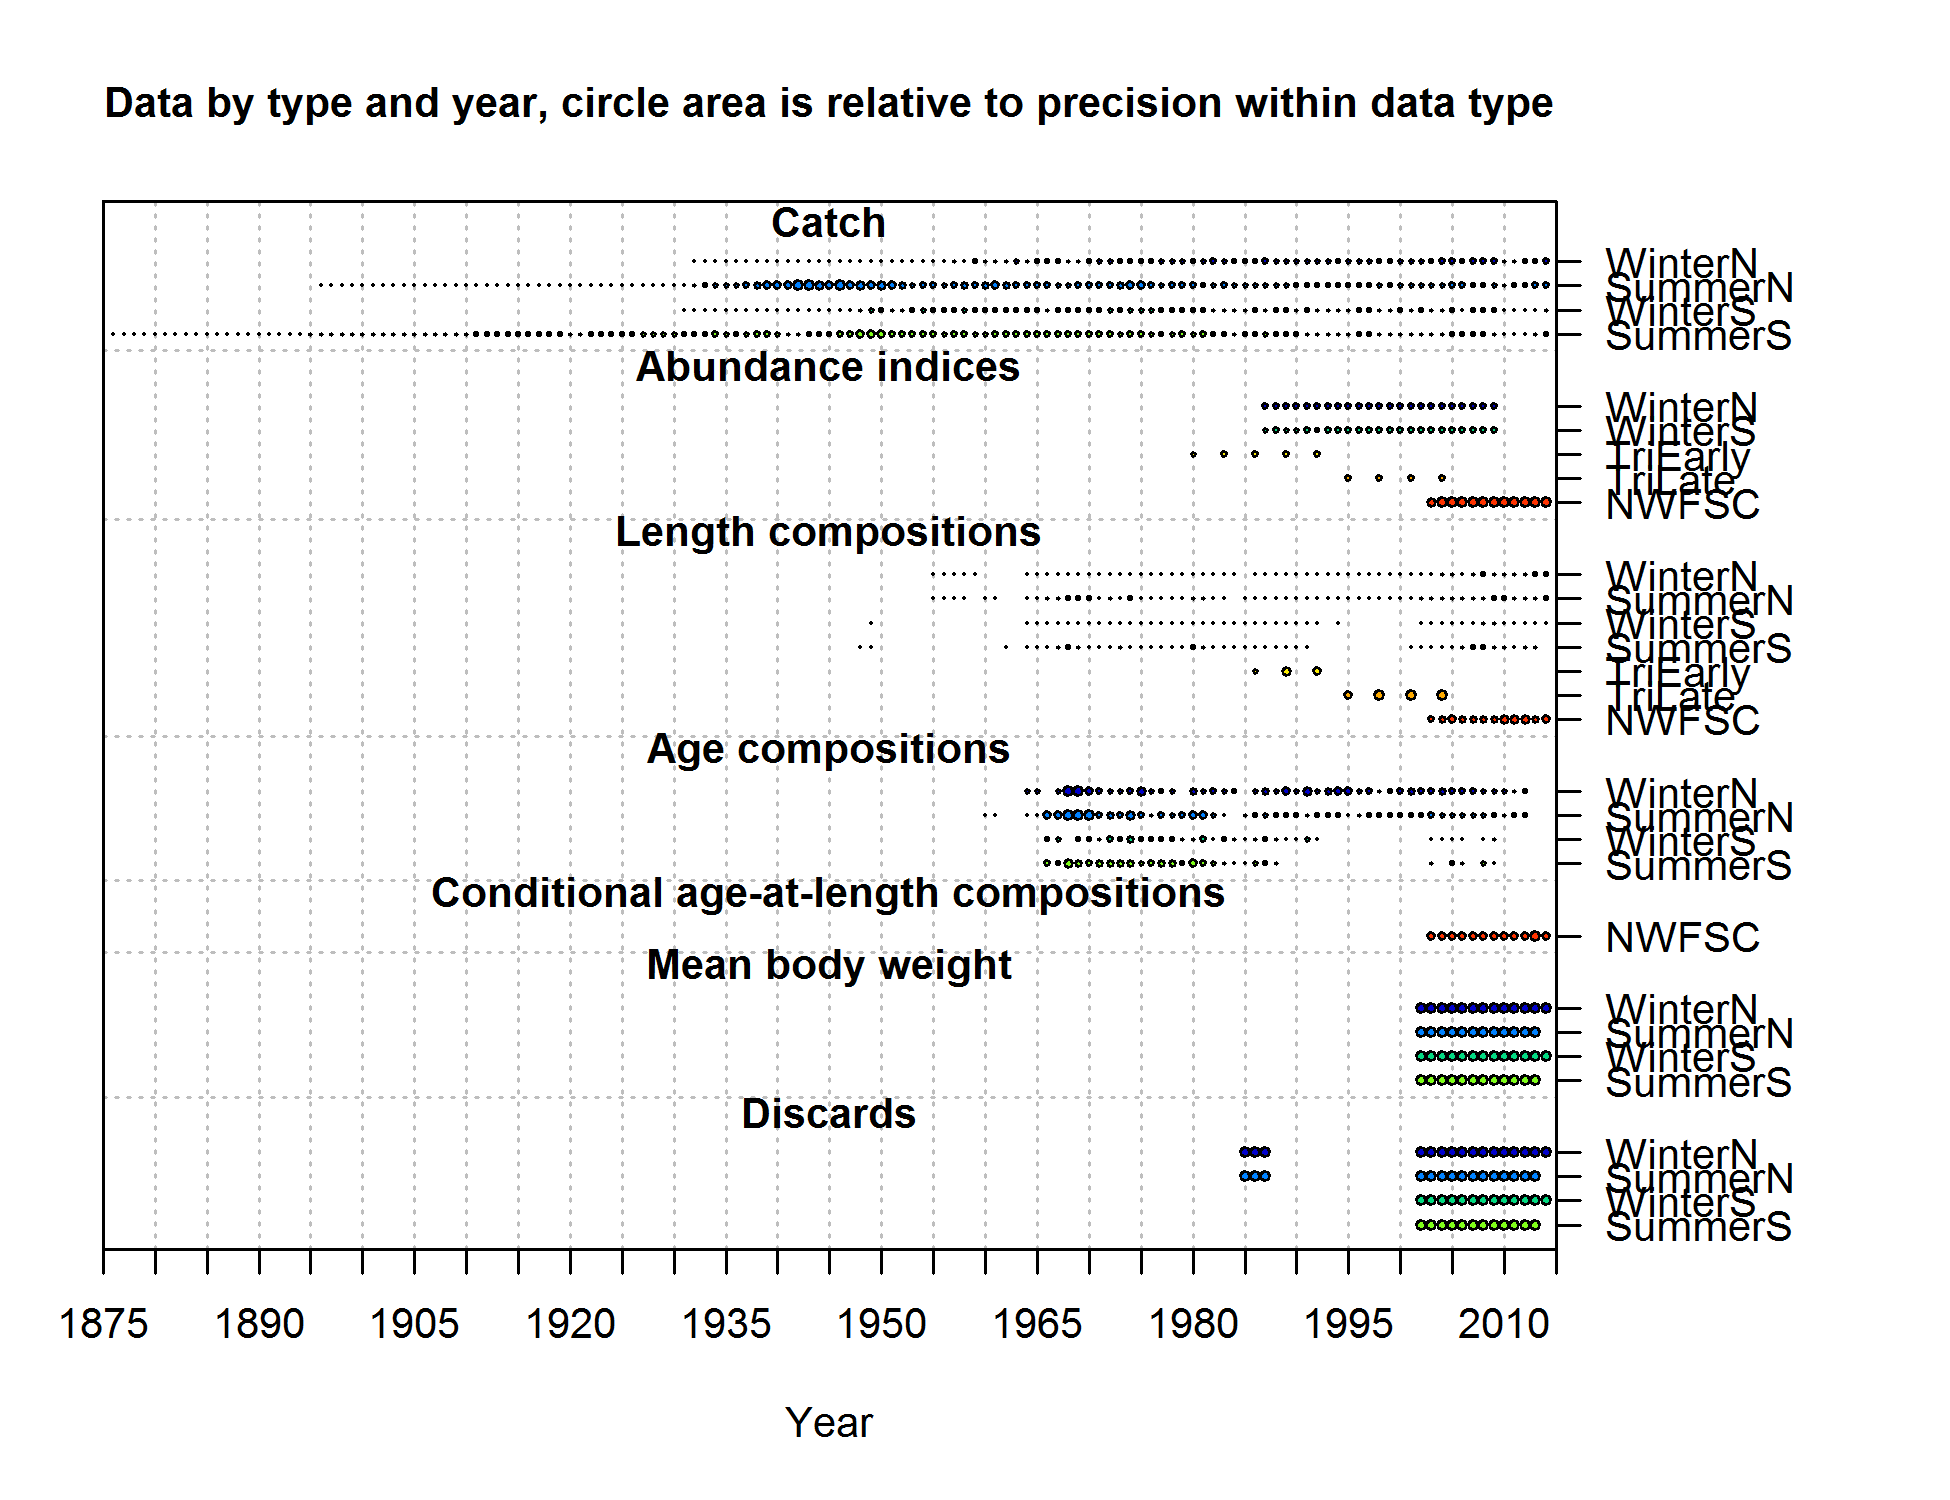 Data by type and year, circle area is relative to precision within data type
Catch
WinterN
SummerN
WinterS
SummerS
Abundance indices
WinterN
WinterS
TriEarly
TriLate
NWFSC
Length compositions
WinterN
SummerN
WinterS
SummerS
TriEarly
TriLate
NWFSC
Age compositions
WinterN
SummerN
WinterS
SummerS
Conditional age-at-length compositions
NWFSC
Mean body weight
WinterN
SummerN
WinterS
SummerS
Discards
WinterN
SummerN
WinterS
SummerS
1875 1890 1905 1920 1935 1950 1965 1980 1995 2010
Year